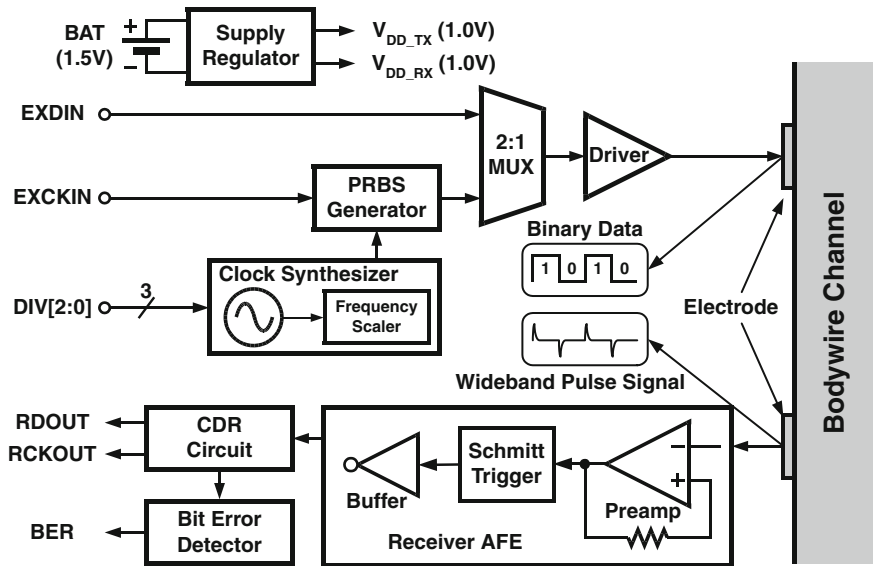 BAT
(1.5V)
+
−
Supply
Regulator
V_DD_TX (1.0V)
V_DD_RX (1.0V)
EXDIN
2:1
MUX
Driver
EXCKIN
PRBS
Generator
Binary Data
1 0 1 0
Clock Synthesizer
DIV[2:0]
3
Frequency
Scaler
Electrode
Wideband Pulse Signal
Bodywire Channel
RDOUT
RCKOUT
CDR
Circuit
Schmitt
Trigger
−
+
Buffer
Preamp
BER
Bit Error
Detector
Receiver AFE